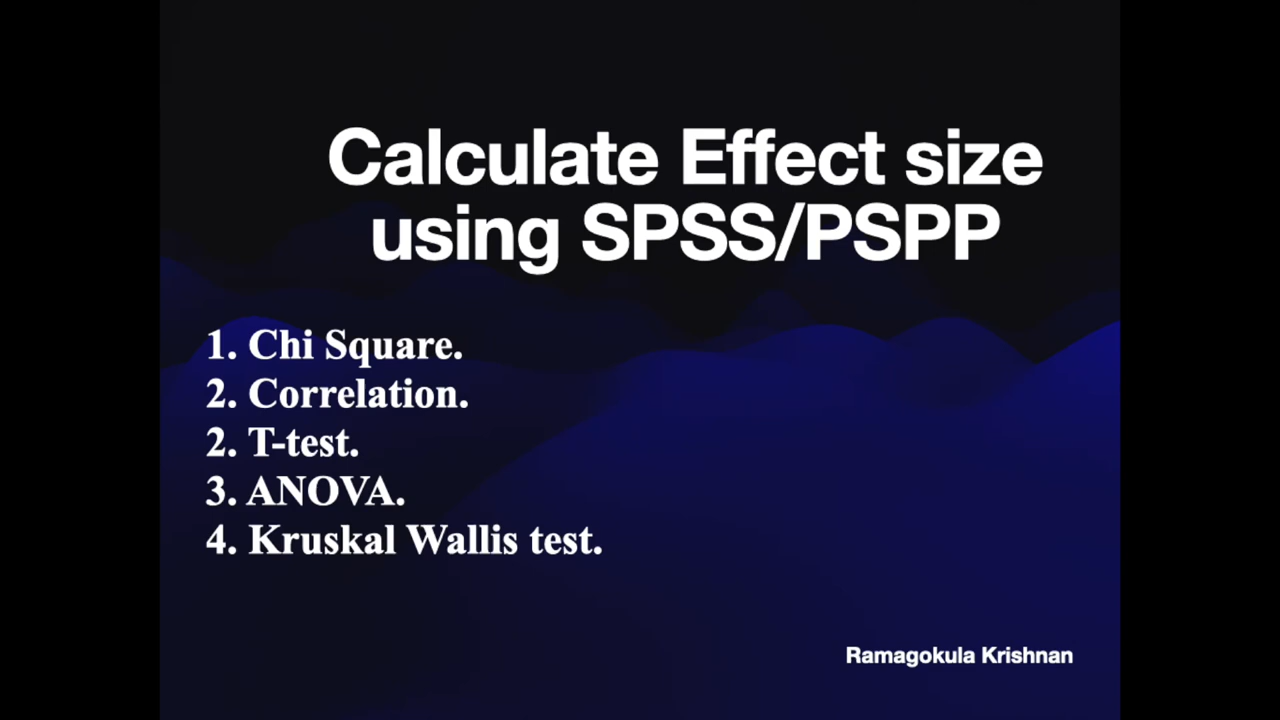 Calculate Effect size
using SPSS/PSPP
1. Chi Square.
2. Correlation.
2. T-test.
3. ANOVA.
4. Kruskal Wallis test.
Ramagokula Krishnan